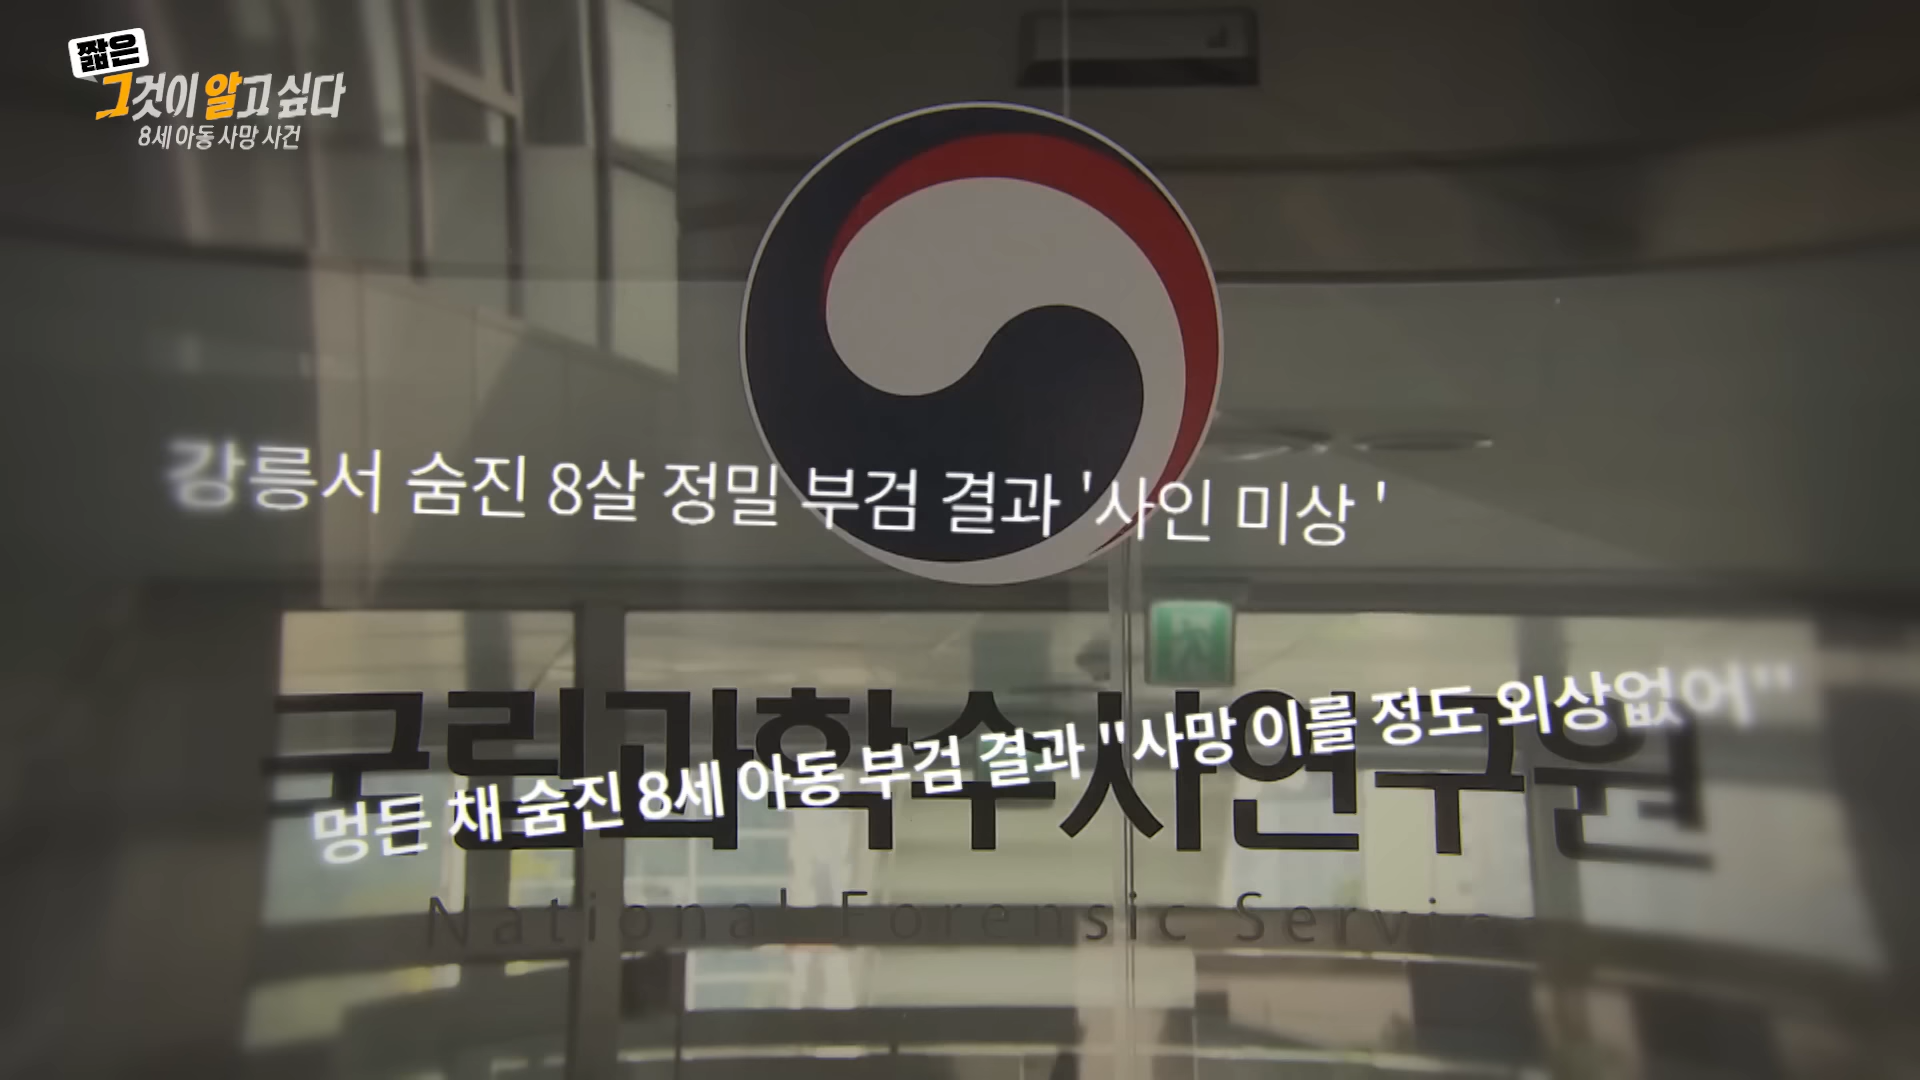 짧은
그것이 알고 싶다
8세 아동 사망 사건
강릉서 숨진 8살 정밀 부검 결과 '사인 미상 '
멍든 채 숨진 8세 아동 부검 결과 "사망 이를 정도 외상없어"
국립과학수사연구원
National Forensic Servi